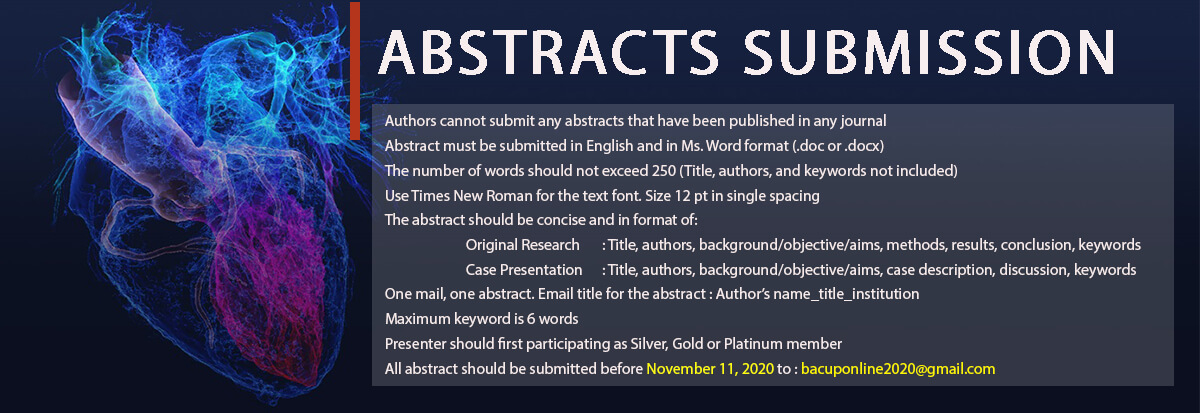 ABSTRACTS SUBMISSION
Authors cannot submit any abstracts that have been published in any journal
Abstract must be submitted in English and in Ms. Word format (.doc or .docx)
The number of words should not exceed 250 (Title, authors, and keywords not included)
Use Times New Roman for the text font. Size 12 pt in single spacing
The abstract should be concise and in format of:
Original Research : Title, authors, background/objective/aims, methods, results, conclusion, keywords
Case Presentation : Title, authors, background/objective/aims, case description, discussion, keywords
One mail, one abstract. Email title for the abstract : Author’s name_title_institution
Maximum keyword is 6 words
Presenter should first participating as Silver, Gold or Platinum member
All abstract should be submitted before November 11, 2020 to : bacuponline2020@gmail.com